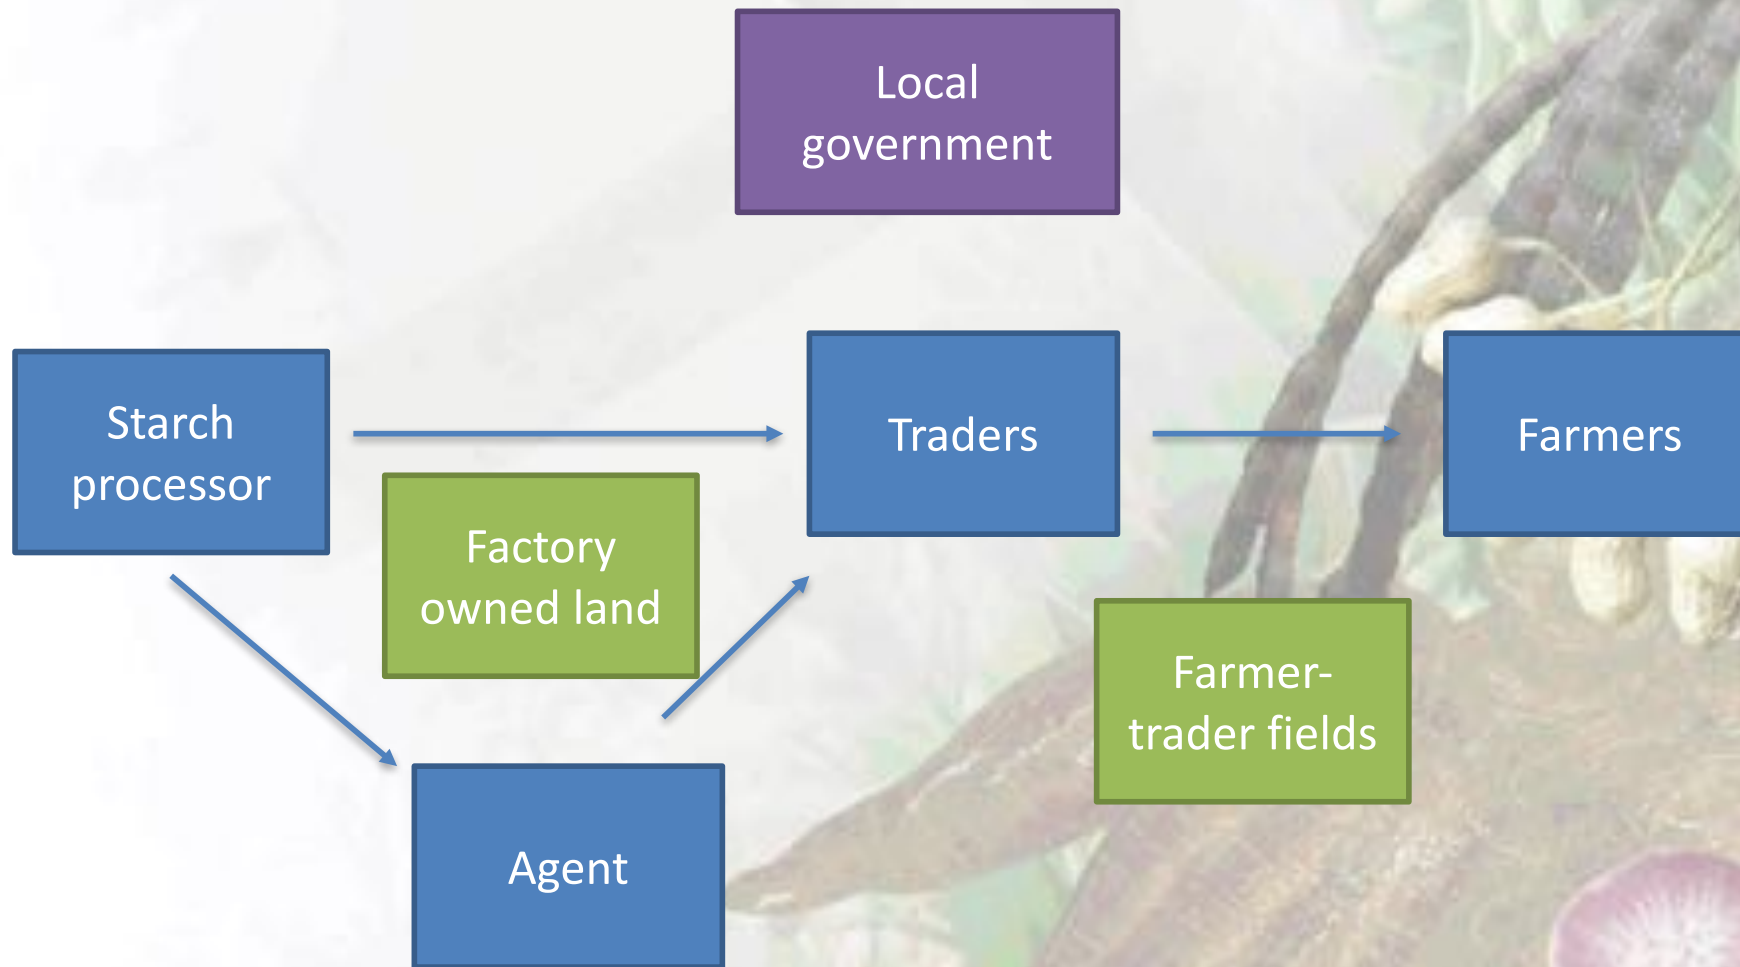 Local
government
Starch
processor
Traders
Farmers
Factory
owned land
Farmer-
trader fields
Agent